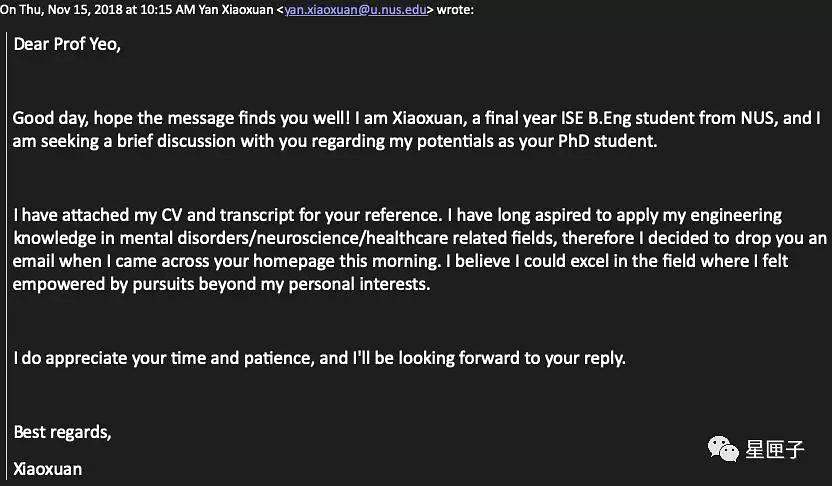 On Thu, Nov 15, 2018 at 10:15 AM Yan Xiaoxuan <yan.xiaoxuan@u.nus.edu> wrote:
Dear Prof Yeo,
Good day, hope the message finds you well! I am Xiaoxuan, a final year ISE B.Eng student from NUS, and I
am seeking a brief discussion with you regarding my potentials as your PhD student.
I have attached my CV and transcript for your reference. I have long aspired to apply my engineering
knowledge in mental disorders/neuroscience/healthcare related fields, therefore I decided to drop you an
email when I came across your homepage this morning. I believe I could excel in the field where I felt
empowered by pursuits beyond my personal interests.
I do appreciate your time and patience, and I'll be looking forward to your reply.
Best regards,
Xiaoxuan
星匣子